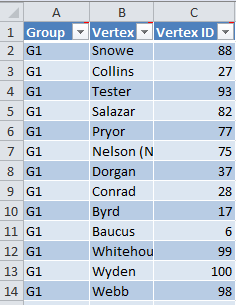 A B C
1 Group Vertex Vertex ID
2 G1 Snowe 88
3 G1 Collins 27
4 G1 Tester 93
5 G1 Salazar 82
6 G1 Pryor 77
7 G1 Nelson (N 75
8 G1 Dorgan 37
9 G1 Conrad 28
10 G1 Byrd 17
11 G1 Baucus 6
12 G1 Whitehou 99
13 G1 Wyden 100
14 G1 Webb 98